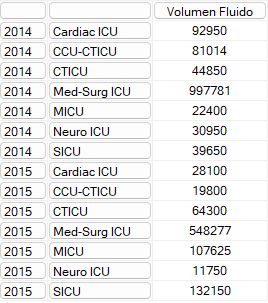 Volumen Fluido
2014 Cardiac ICU 92950
2014 CCU-CTICU 81014
2014 CTICU 44850
2014 Med-Surg ICU 997781
2014 MICU 22400
2014 Neuro ICU 30950
2014 SICU 39650
2015 Cardiac ICU 28100
2015 CCU-CTICU 19800
2015 CTICU 64300
2015 Med-Surg ICU 548277
2015 MICU 107625
2015 Neuro ICU 11750
2015 SICU 132150